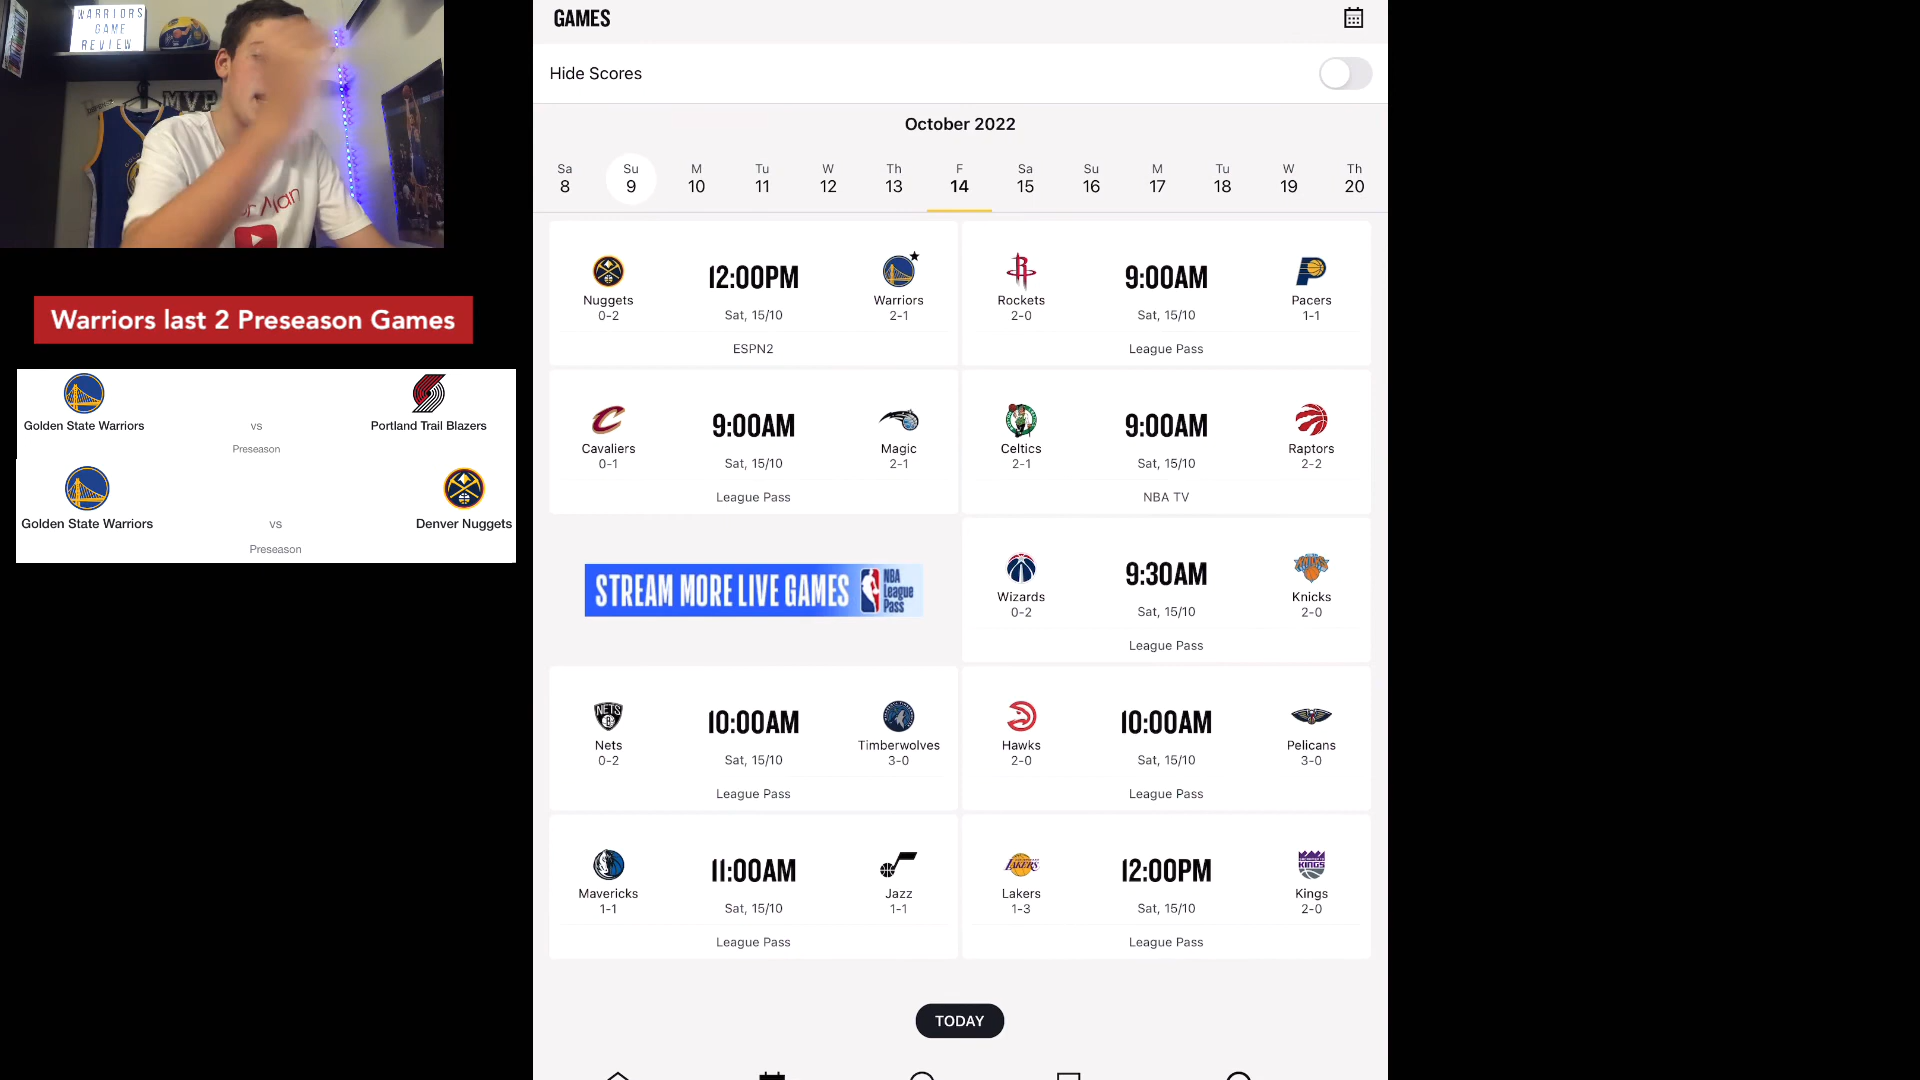 WARRIORS
GAME
REVIEW
MVP
Warriors last 2 Preseason Games
Golden State Warriors
vs
Portland Trail Blazers
Preseason
Golden State Warriors
vs
Denver Nuggets
Preseason
GAMES
Hide Scores
October 2022
Sa Su M Tu W Th F Sa Su M Tu W Th
8 9 10 11 12 13 14 15 16 17 18 19 20
Nuggets
0-2
12:00PM
Sat, 15/10
Warriors
2-1
ESPN2
Rockets
2-0
9:00AM
Sat, 15/10
Pacers
1-1
League Pass
Cavaliers
0-1
9:00AM
Sat, 15/10
Magic
2-1
League Pass
Celtics
2-1
9:00AM
Sat, 15/10
Raptors
2-2
NBA TV
STREAM MORE LIVE GAMES
NBA
League
Pass
Wizards
0-2
9:30AM
Sat, 15/10
Knicks
2-0
League Pass
NETS
Nets
0-2
10:00AM
Sat, 15/10
Timberwolves
3-0
League Pass
Hawks
2-0
10:00AM
Sat, 15/10
Pelicans
3-0
League Pass
Mavericks
1-1
11:00AM
Sat, 15/10
Jazz
1-1
League Pass
LAKERS
Lakers
1-3
12:00PM
Sat, 15/10
KINGS
Kings
2-0
League Pass
TODAY